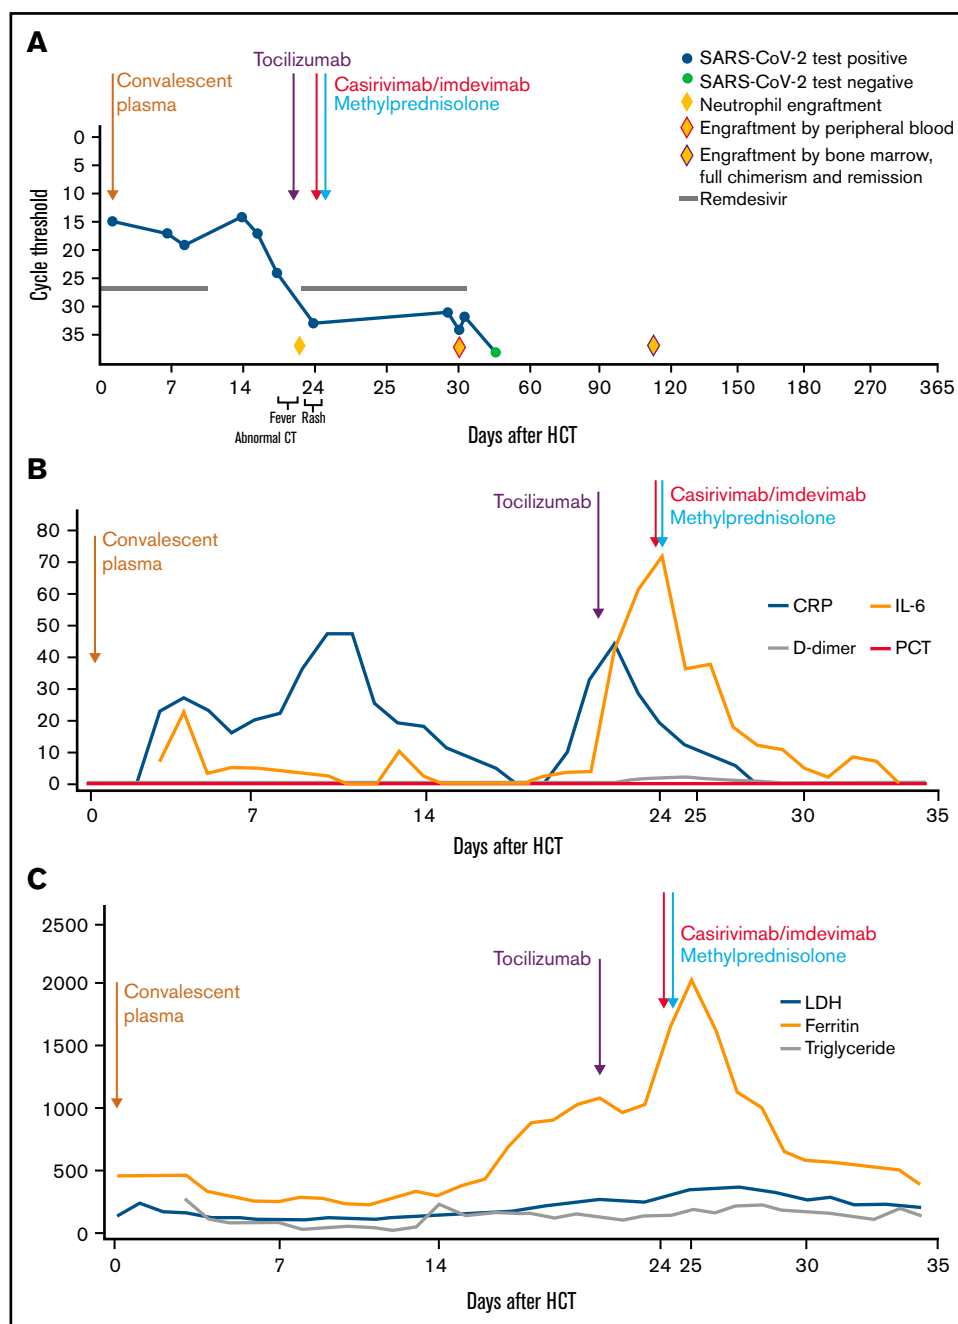 A
Convalescent
plasma
Tocilizumab
Casirivimab/imdevimab
Methylprednisolone
SARS-CoV-2 test positive
SARS-CoV-2 test negative
Neutrophil engraftment
Engraftment by peripheral blood
Engraftment by bone marrow,
full chimerism and remission
Remdesivir
Cycle threshold
0
5
10
15
20
25
30
35
0 7 14 24 25 30 60 90 120 150 180 270 365
Fever Rash
Abnormal CT
Days after HCT
B
Convalescent
plasma
Tocilizumab
Casirivimab/imdevimab
Methylprednisolone
CRP IL-6
D-dimer PCT
80
70
60
50
40
30
20
10
0
0 7 14 24 25 30 35
Days after HCT
C
Convalescent
plasma
Tocilizumab
Casirivimab/imdevimab
Methylprednisolone
LDH
Ferritin
Triglyceride
2500
2000
1500
1000
500
0
0 7 14 24 25 30 35
Days after HCT